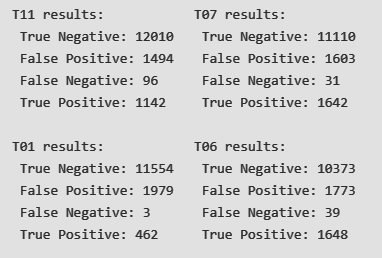 T11 results:
True Negative: 12010
False Positive: 1494
False Negative: 96
True Positive: 1142
T07 results:
True Negative: 11110
False Positive: 1603
False Negative: 31
True Positive: 1642
T01 results:
True Negative: 11554
False Positive: 1979
False Negative: 3
True Positive: 462
T06 results:
True Negative: 10373
False Positive: 1773
False Negative: 39
True Positive: 1648